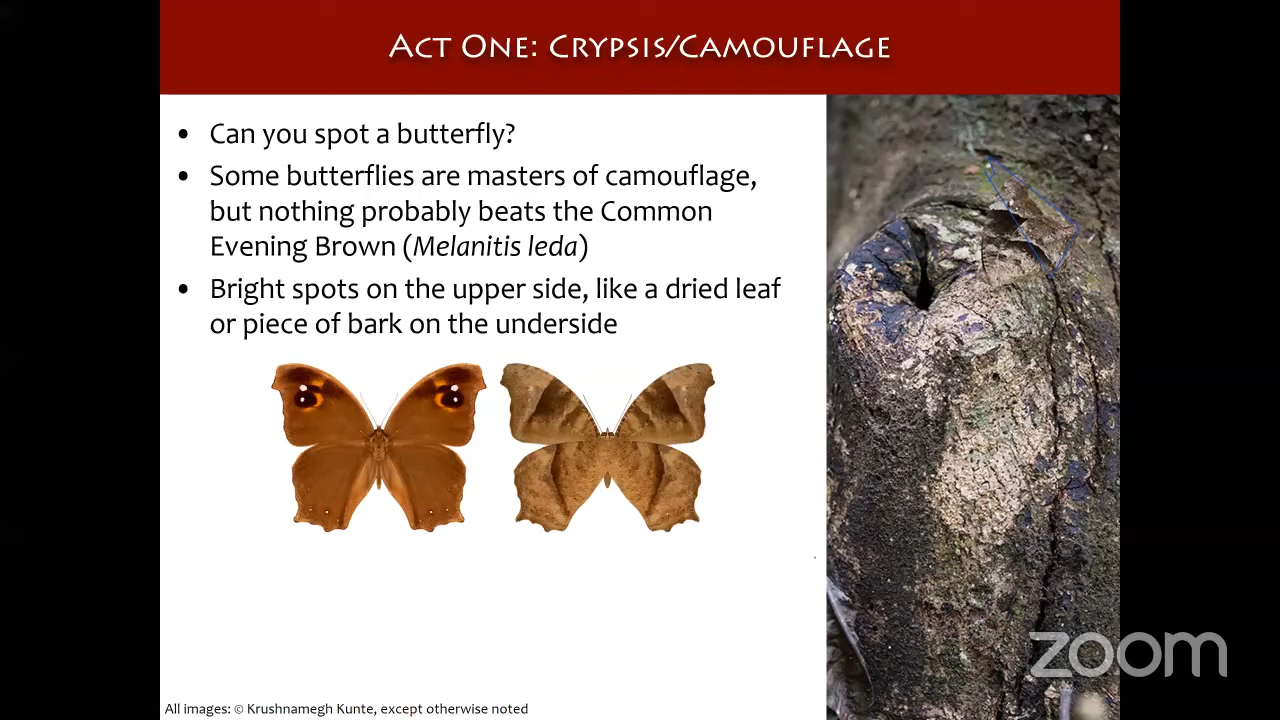 Act One: Crypsis/Camouflage
• Can you spot a butterfly?
• Some butterflies are masters of camouflage,
but nothing probably beats the Common
Evening Brown (Melanitis leda)
• Bright spots on the upper side, like a dried leaf
or piece of bark on the underside
zoom
All images: © Krushnamegh Kunte, except otherwise noted